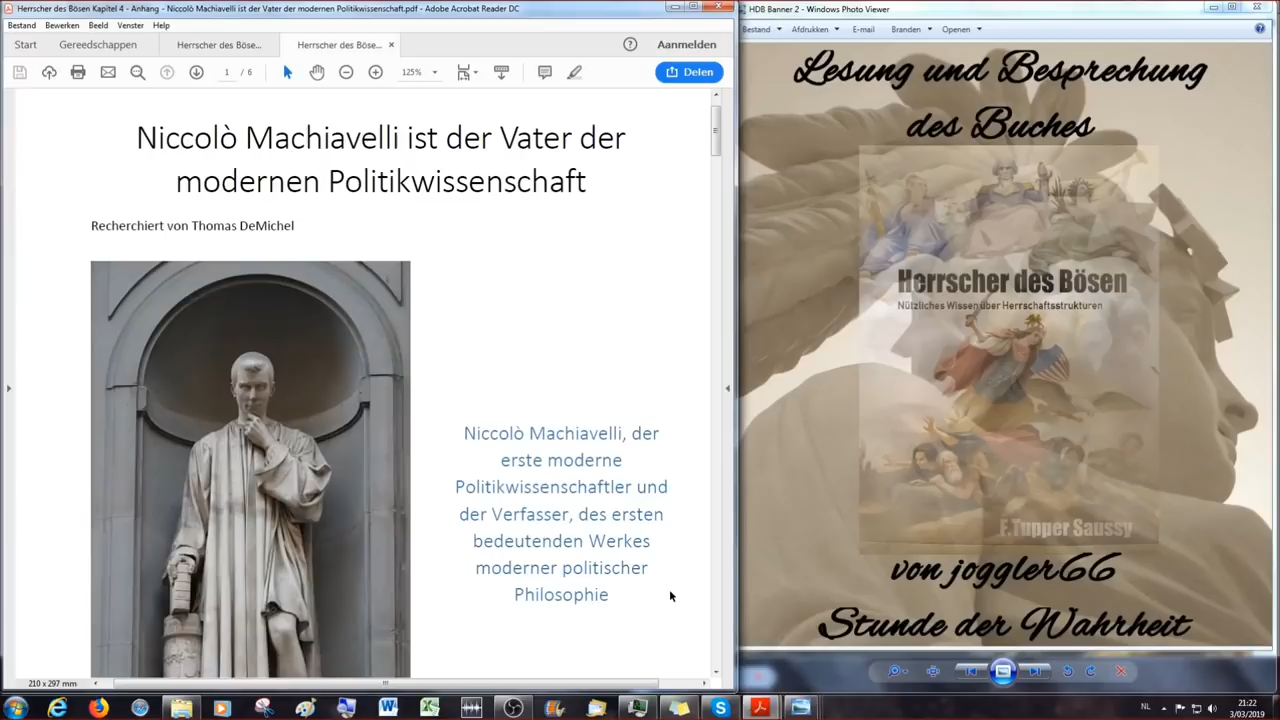 Herrscher des Bösen Kapitel 4 - Anhang - Niccolò Machiavelli ist der Vater der modernen Politikwissenschaft.pdf - Adobe Acrobat Reader DC
Bestand Bewerken Beeld Venster Help
Start Gereedschappen Herrscher des Böse... Herrscher des Böse... × Aanmelden
1 / 6 125% Delen
Niccolò Machiavelli ist der Vater der
modernen Politikwissenschaft
Recherchiert von Thomas DeMichel
Niccolò Machiavelli, der
erste moderne
Politikwissenschaftler und
der Verfasser, des ersten
bedeutenden Werkes
moderner politischer
Philosophie
210 x 297 mm
HDB Banner 2 - Windows Photo Viewer
Bestand Afdrukken E-mail Branden Openen
Lesung und Besprechung
des Buches
Herrscher des Bösen
Nützliches Wissen über Herrschaftsstrukturen
F.Tupper Saussy
von joggler66
Stunde der Wahrheit
NL 21:22
3/03/2019